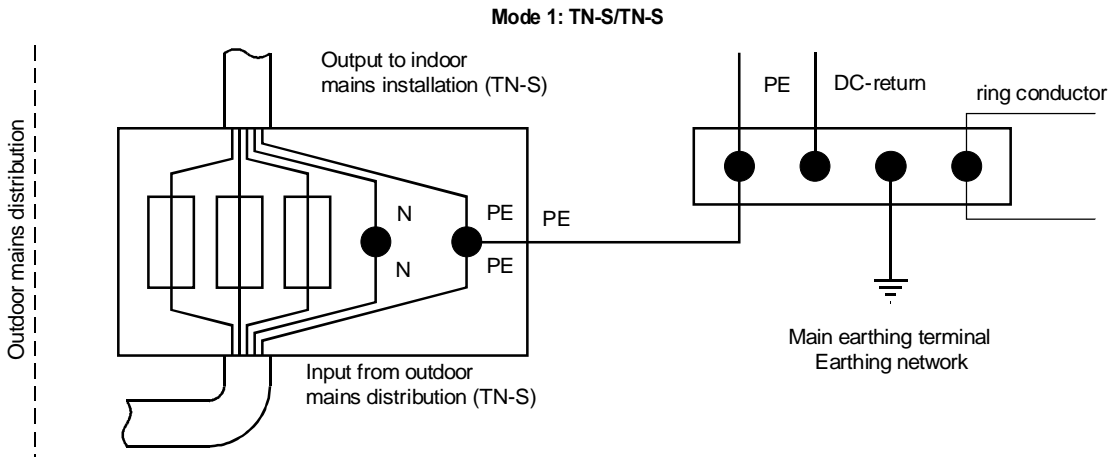 Mode 1: TN-S/TN-S
Outdoor mains distribution
Output to indoor
mains installation (TN-S)
PE
DC-return
ring conductor
N
PE
PE
N
PE
Main earthing terminal
Earthing network
Input from outdoor
mains distribution (TN-S)